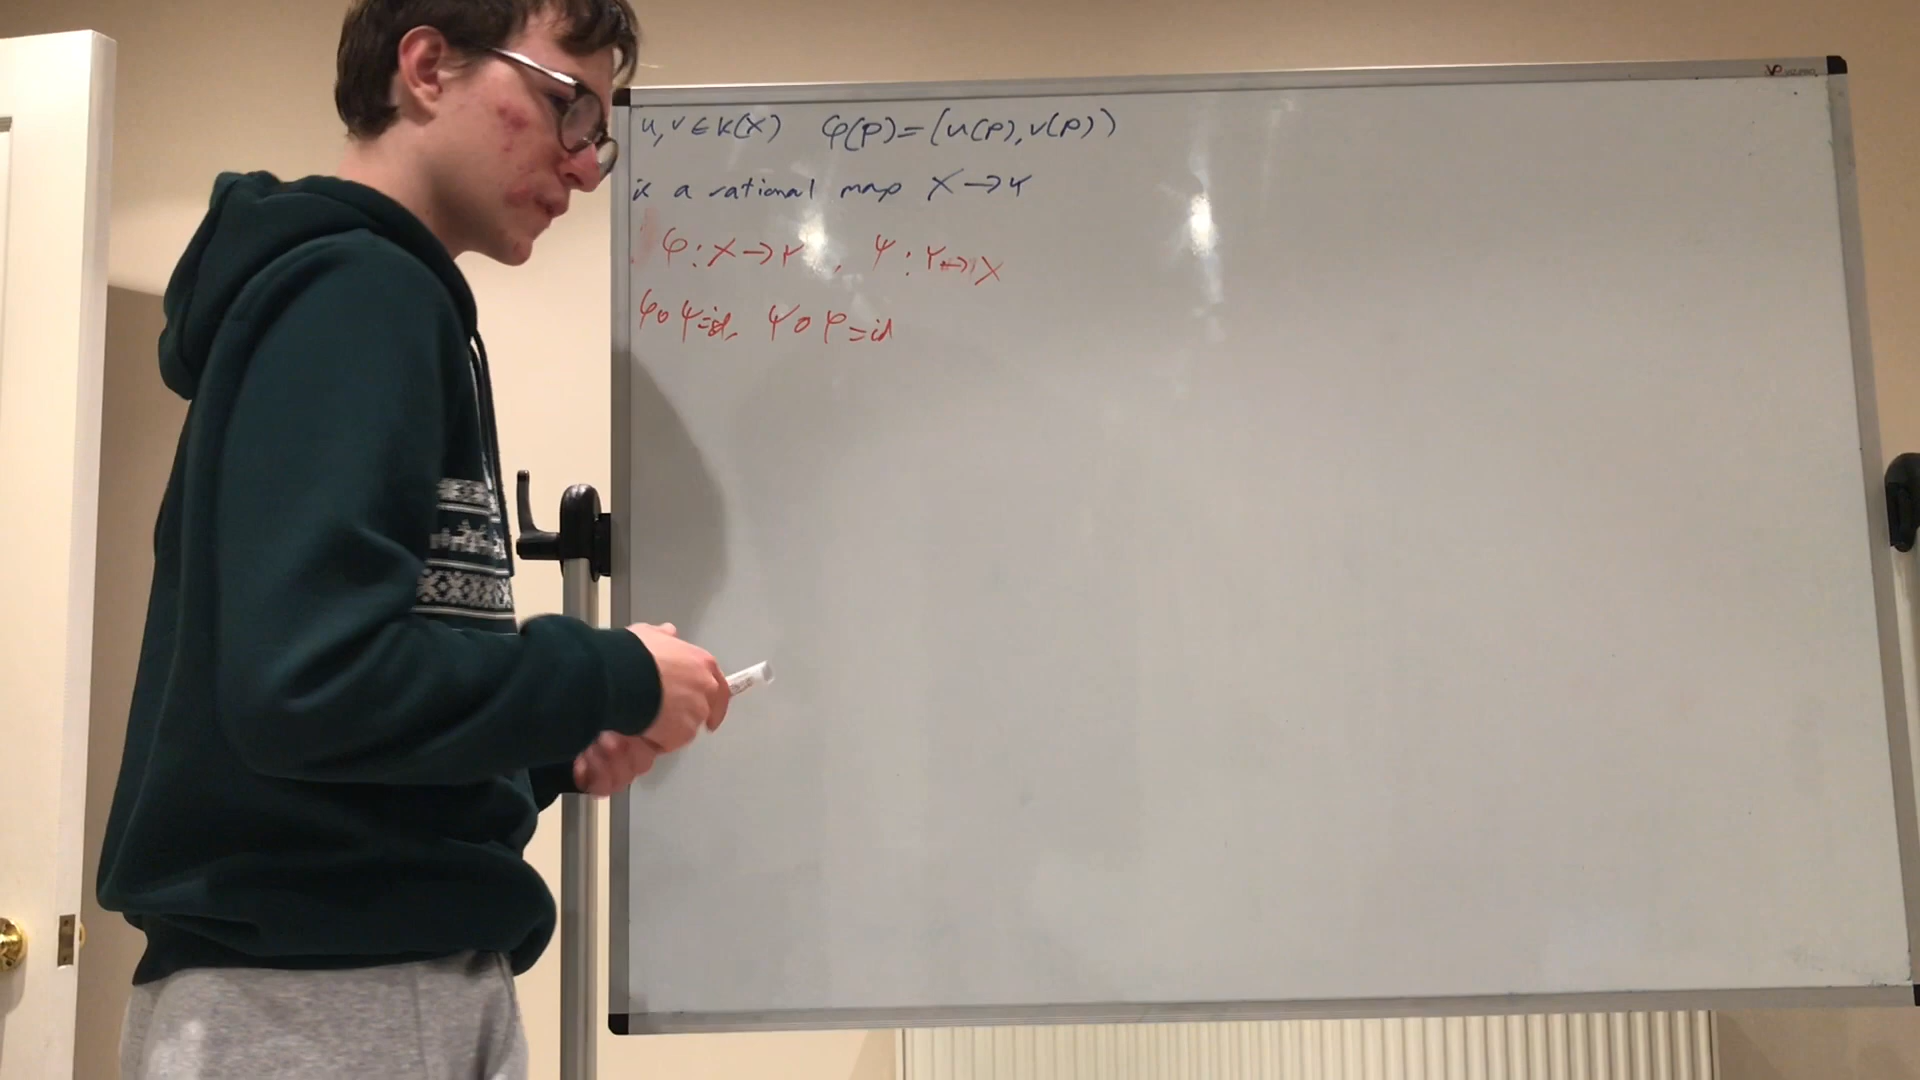 u, v ∈ k(X) φ(P) = (u(P), v(P))
is a rational map X → Y
φ : X → Y, ψ : Y → X
φ ∘ ψ = id, ψ ∘ φ = id